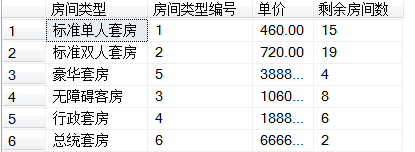 房间类型 房间类型编号 单价 剩余房间数
1 标准单人套房 1 460.00 15
2 标准双人套房 2 720.00 19
3 豪华套房 5 3888... 4
4 无障碍客房 3 1060... 8
5 行政套房 4 1888... 6
6 总统套房 6 6666... 2